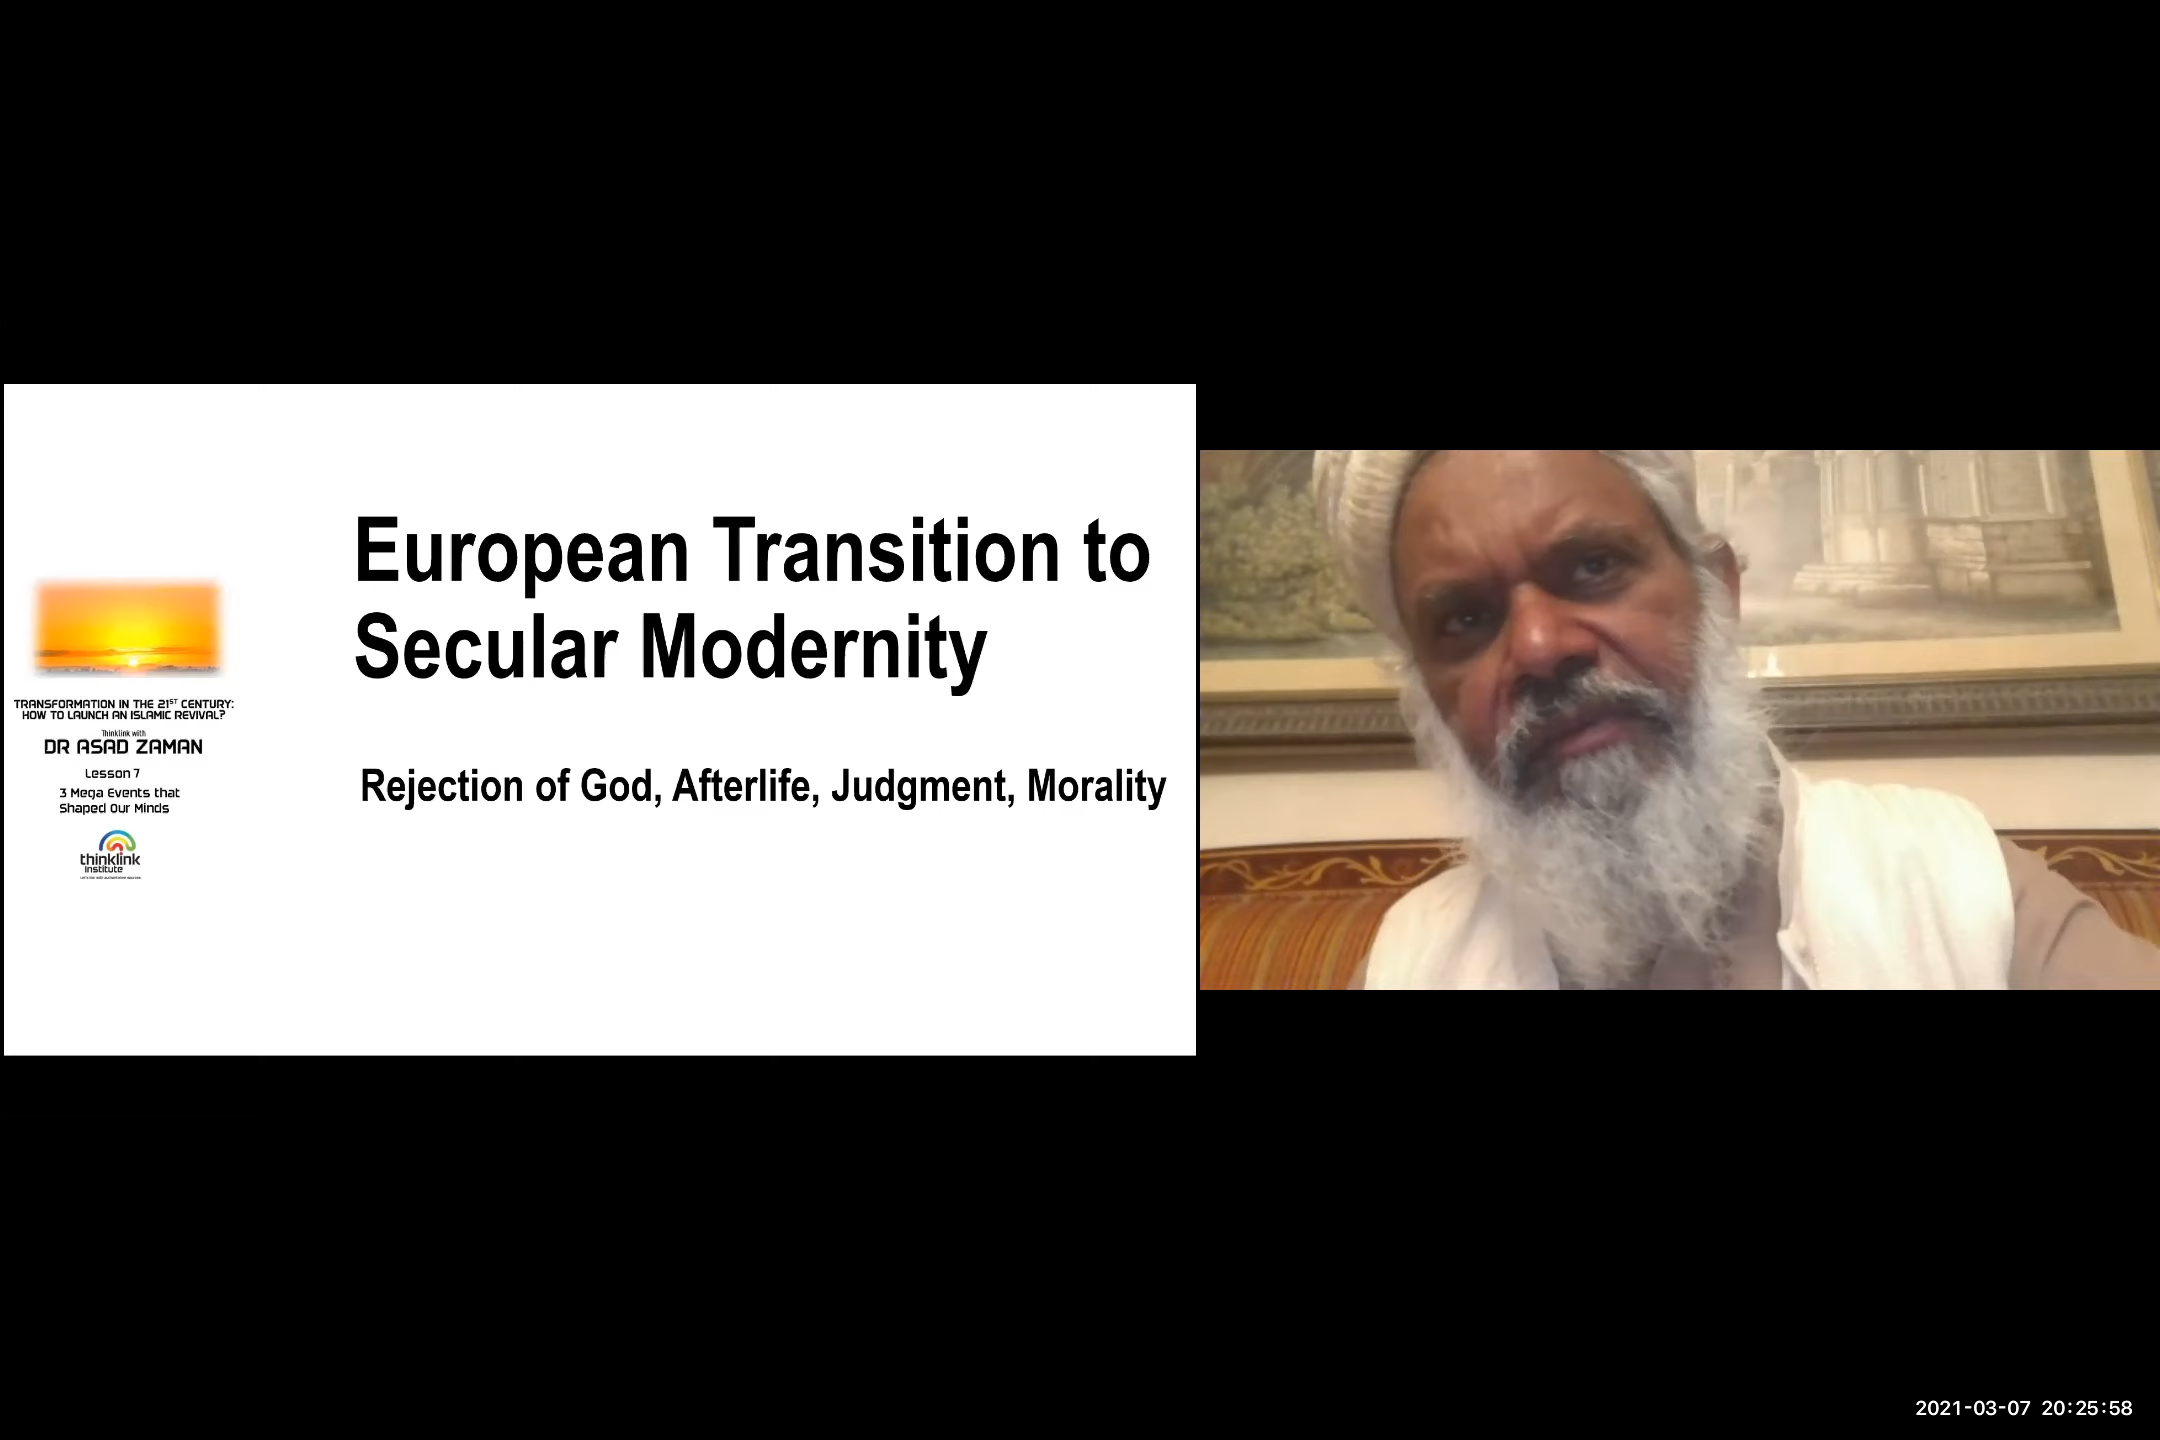 European Transition to
Secular Modernity
Rejection of God, Afterlife, Judgment, Morality
TRANSFORMATION IN THE 21ST CENTURY:
HOW TO LAUNCH AN ISLAMIC REVIVAL?
Thinklink with
DR ASAD ZAMAN
Lesson 7
3 Mega Events that
Shaped Our Minds
thinklink
institute
2021-03-07 20:25:58